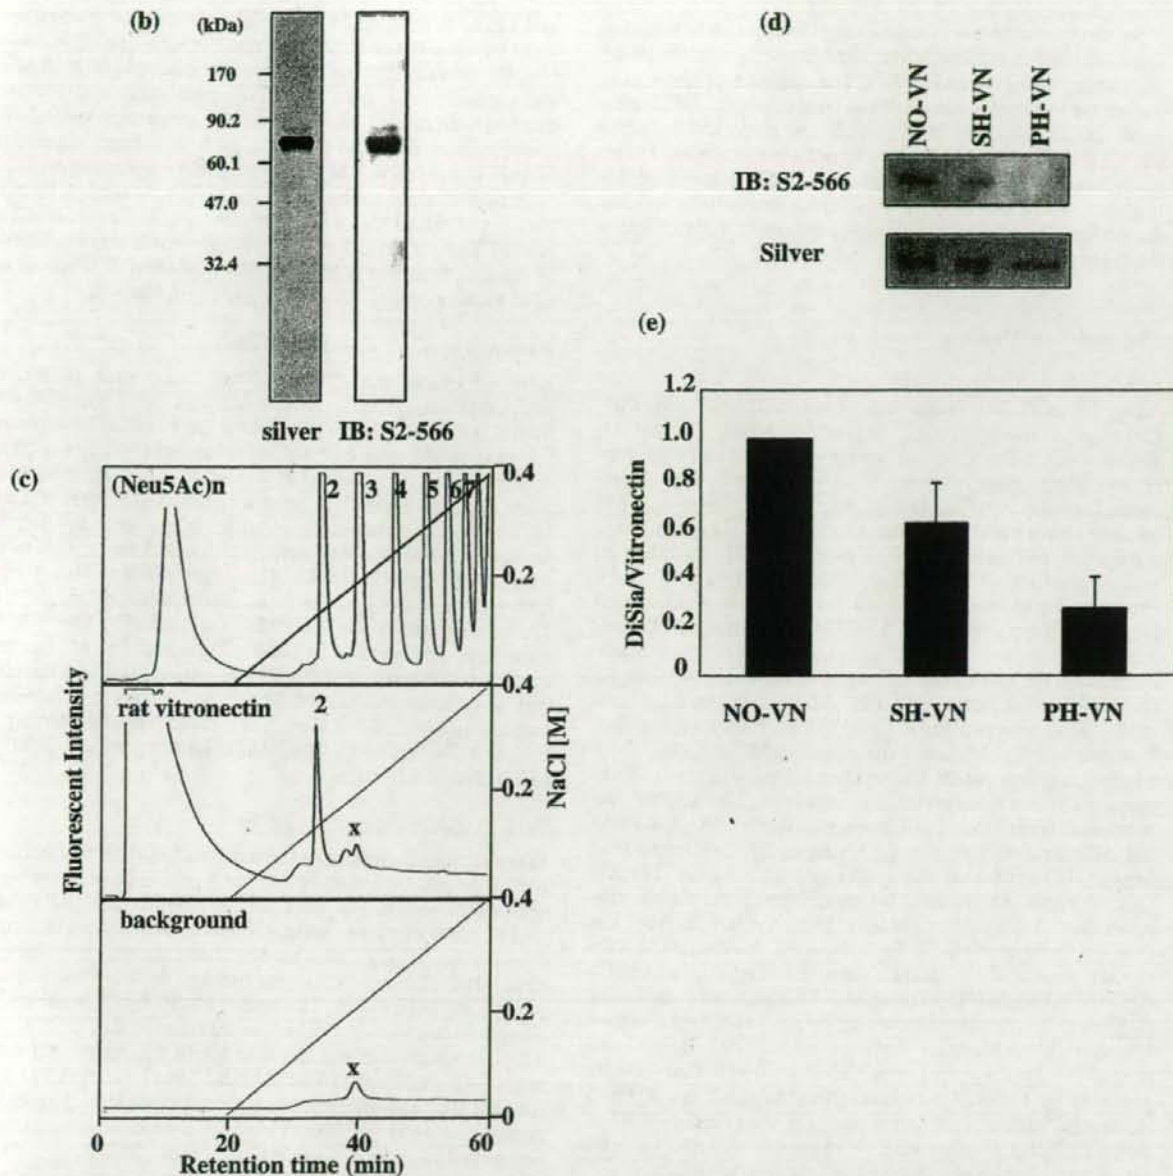 (b)
(kDa)
170
90.2
60.1
47.0
32.4
silver IB: S2-566
(c)
(Neu5Ac)n
2 3 4 5 6 7
0.4
0.2
rat vitronectin
2
x
0.4
0.2
background
x
0.4
0.2
0
Fluorescent Intensity
NaCl [M]
0 20 40 60
Retention time (min)
(d)
NO-VN SH-VN PH-VN
IB: S2-566
Silver
(e)
1.2
1.0
0.8
0.6
0.4
0.2
0
DiSia/Vitronectin
NO-VN SH-VN PH-VN